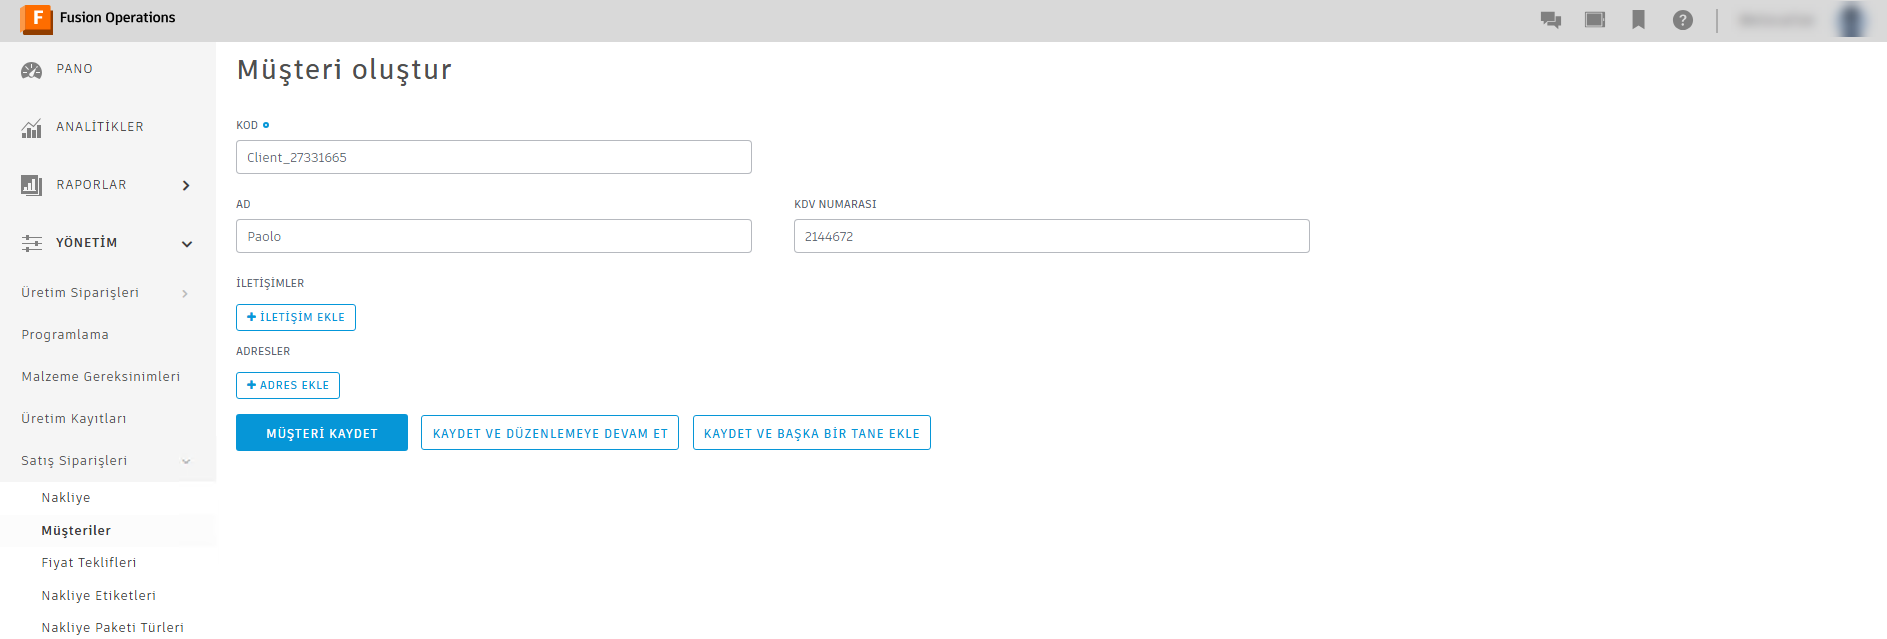 F Fusion Operations
?
PANO
ANALİTİKLER
RAPORLAR
YÖNETİM
Üretim Siparişleri
Programlama
Malzeme Gereksinimleri
Üretim Kayıtları
Satış Siparişleri
Nakliye
Müşteriler
Fiyat Teklifleri
Nakliye Etiketleri
Nakliye Paketi Türleri
Müşteri oluştur
KOD
Client_27331665
AD
Paolo
KDV NUMARASI
2144672
İLETİŞİMLER
+ İLETİŞİM EKLE
ADRESLER
+ ADRES EKLE
MÜŞTERİ KAYDET
KAYDET VE DÜZENLEMEYE DEVAM ET
KAYDET VE BAŞKA BİR TANE EKLE